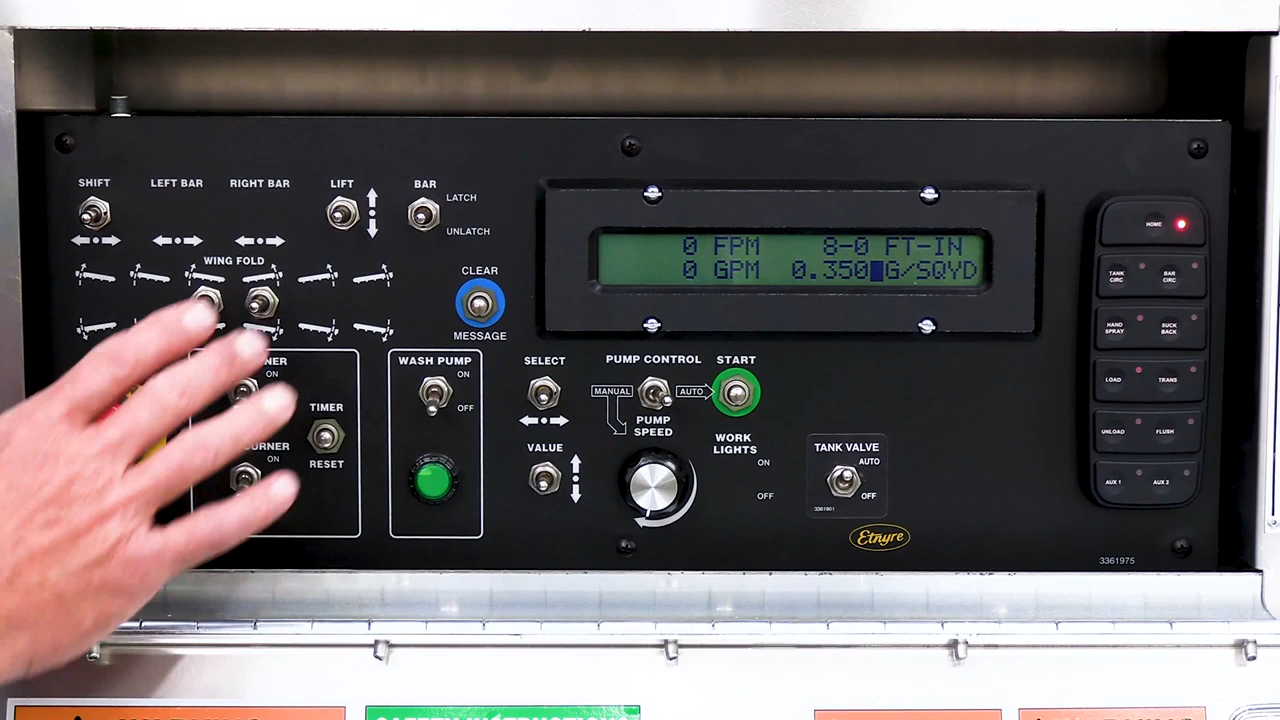 SHIFT
LEFT BAR
RIGHT BAR
LIFT
BAR
LATCH
UNLATCH
WING FOLD
CLEAR
MESSAGE
0 FPM 8-0 FT-IN
0 GPM 0.350 G/SQYD
HOME
TANK CIRC
BAR CIRC
HAND SPRAY
SUCK BACK
LOAD
TRANS
UNLOAD
FLUSH
AUX 1
AUX 2
ON
TIMER
RESET
ON
WASH PUMP
ON
OFF
SELECT
VALUE
PUMP CONTROL
MANUAL
AUTO
START
PUMP
SPEED
WORK
LIGHTS
ON
OFF
TANK VALVE
AUTO
OFF
3361901
Etnyre
3361975